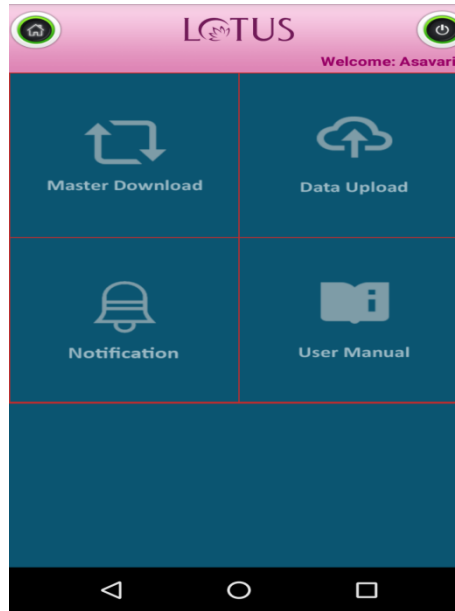 LOTUS
Welcome: Asavari
Master Download
Data Upload
Notification
User Manual